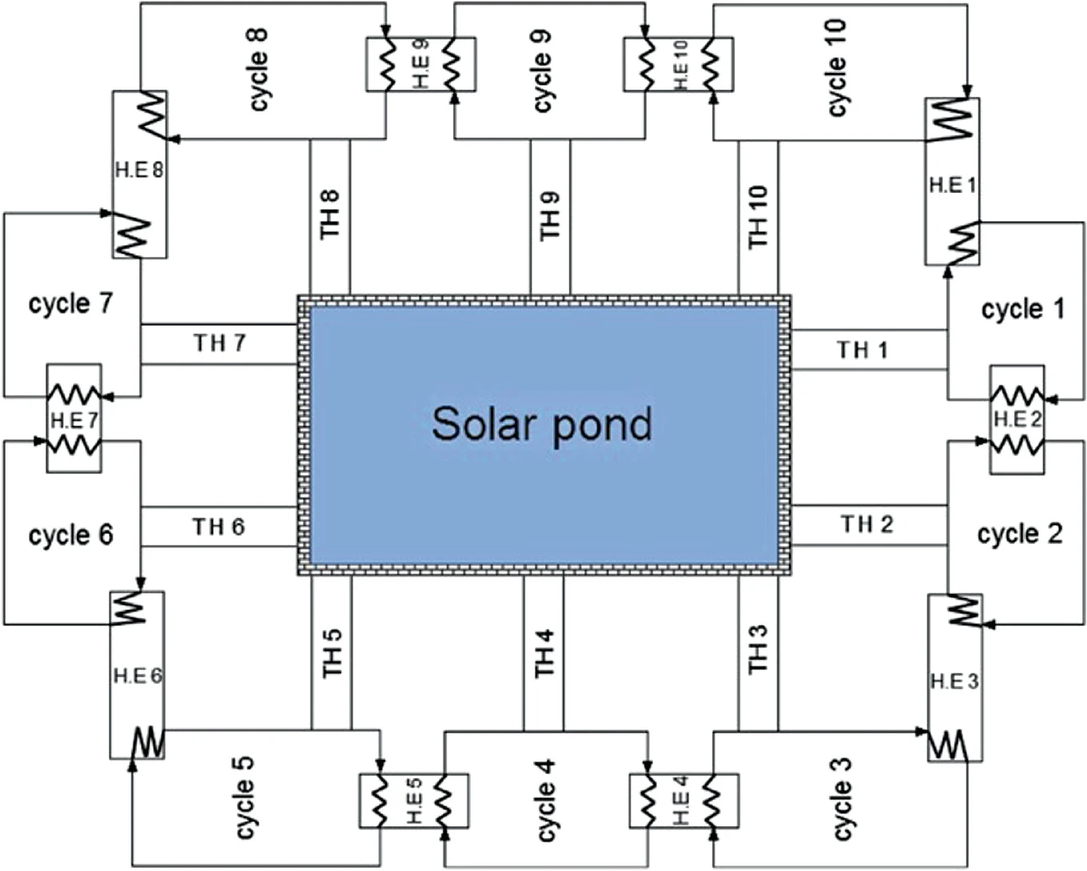 cycle 8
H.E 9
cycle 9
H.E 10
cycle 10
H.E 8
H.E 1
TH 8
TH 9
TH 10
cycle 7
cycle 1
TH 7
TH 1
H.E 7
Solar pond
H.E 2
cycle 6
TH 6
TH 2
cycle 2
TH 5
TH 4
TH 3
H.E 6
H.E 3
cycle 5
H.E 5
cycle 4
H.E 4
cycle 3